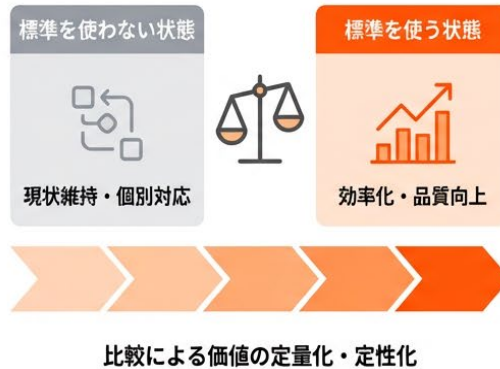 標準を使わない状態
現状維持・個別対応
標準を使う状態
効率化・品質向上
比較による価値の定量化・定性化